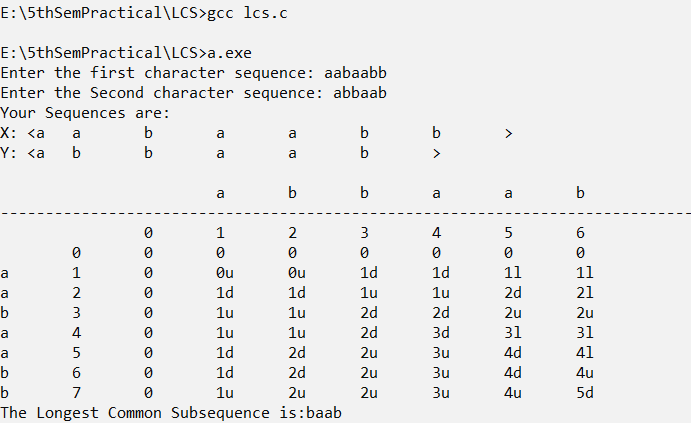 E:\5thSemPractical\LCS>gcc lcs.c
E:\5thSemPractical\LCS>a.exe
Enter the first character sequence: aabaabb
Enter the Second character sequence: abbaab
Your Sequences are:
X: <a a b a a b b >
Y: <a b b a a b >
a b b a a b
--------------------------------------------------------------------------------
0 1 2 3 4 5 6
0 0 0 0 0 0 0 0
a 1 0 0u 0u 1d 1d 1l 1l
a 2 0 1d 1d 1u 1u 2d 2l
b 3 0 1u 1u 2d 2d 2u 2u
a 4 0 1u 1u 2d 3d 3l 3l
a 5 0 1d 2d 2u 3u 4d 4l
b 6 0 1d 2d 2u 3u 4d 4u
b 7 0 1u 2u 2u 3u 4u 5d
The Longest Common Subsequence is:baab